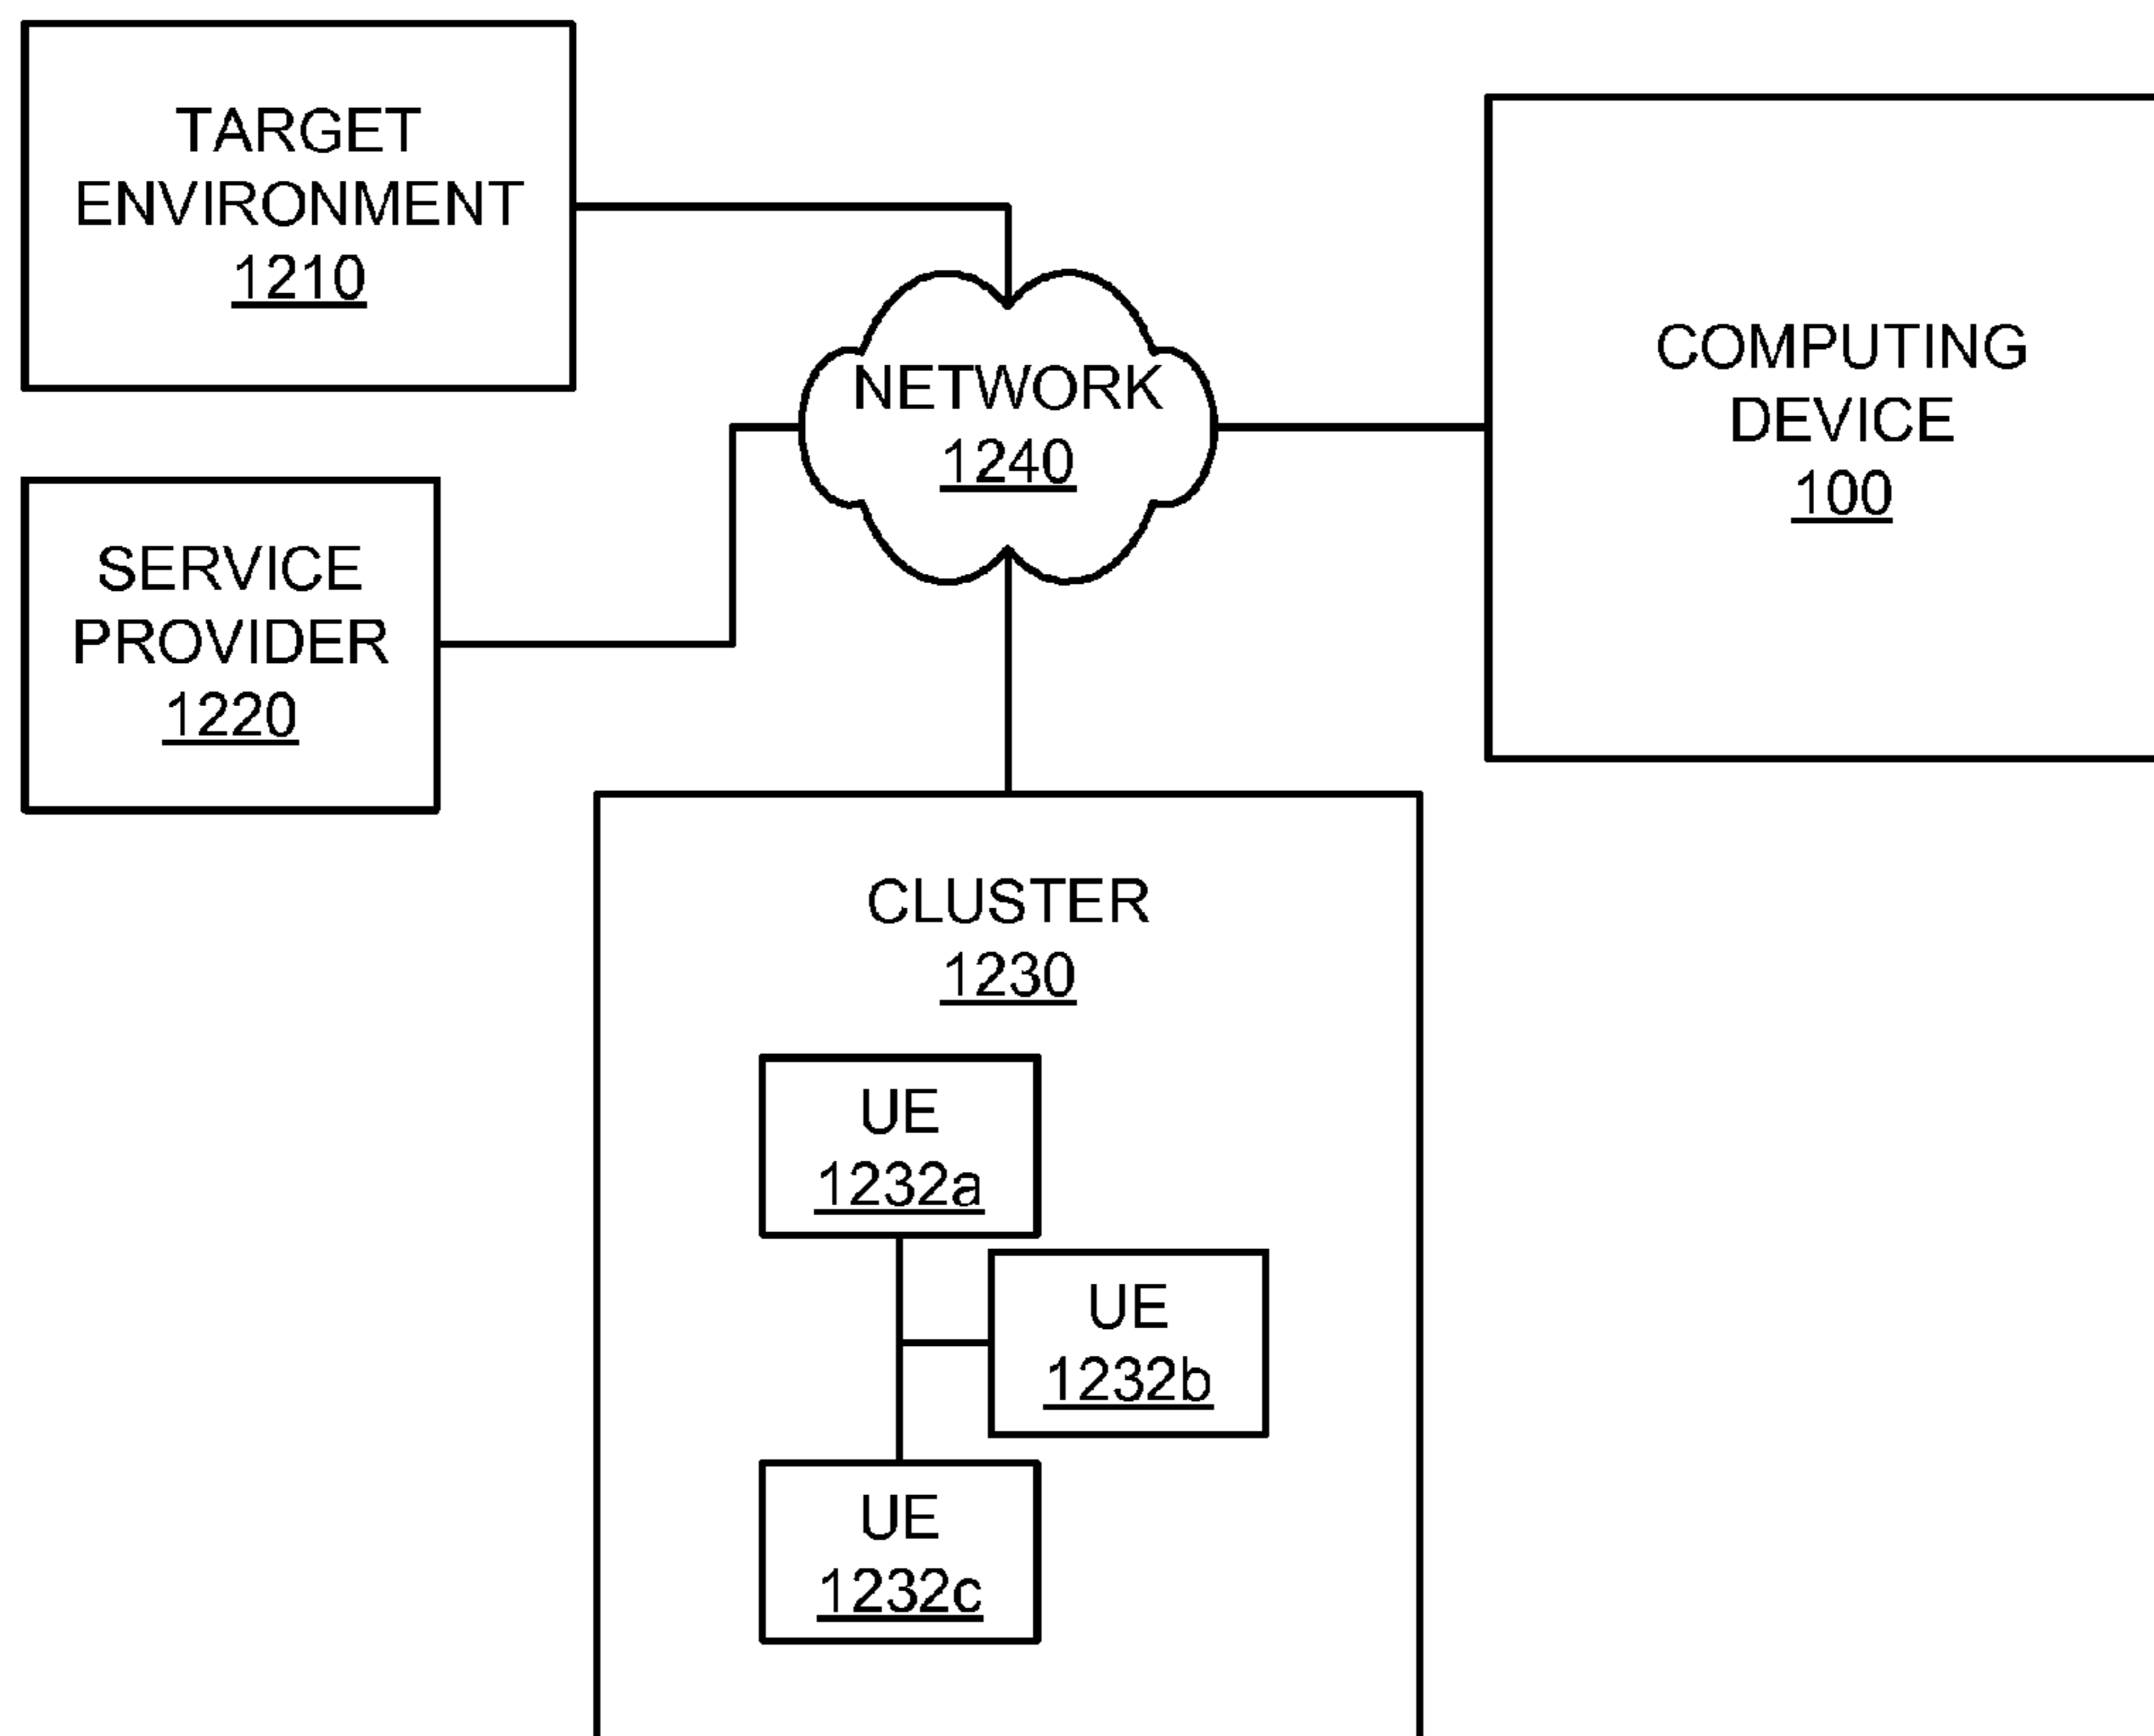 TARGET
ENVIRONMENT
1210
NETWORK
1240
COMPUTING
DEVICE
100
SERVICE
PROVIDER
1220
CLUSTER
1230
UE
1232a
UE
1232b
UE
1232c